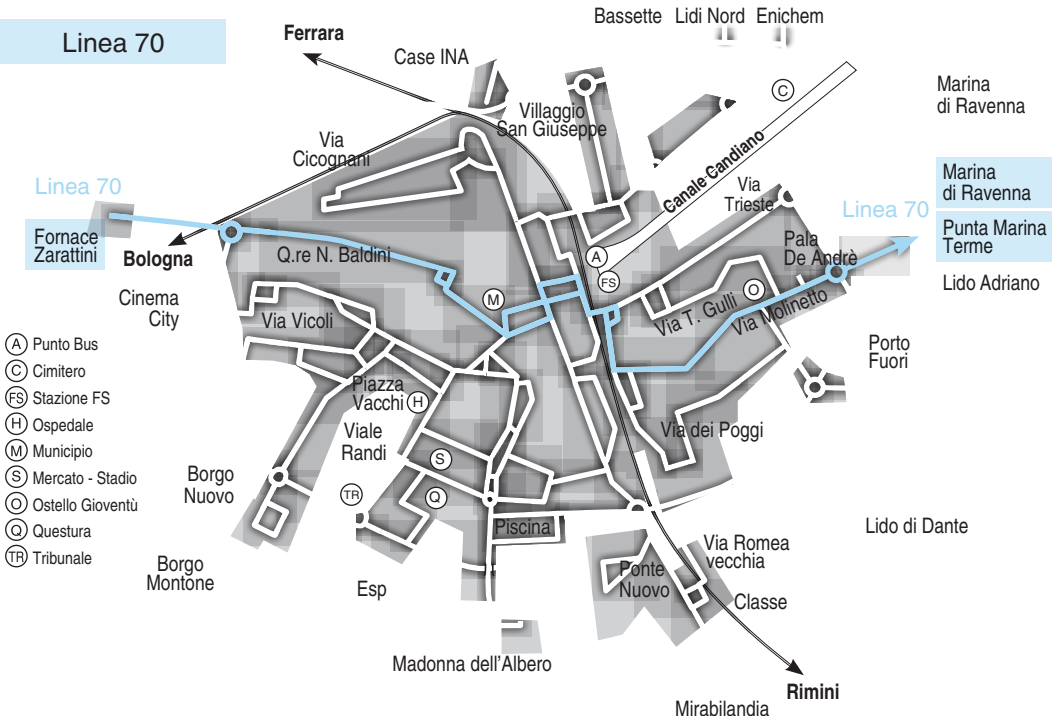 Linea 70
Ferrara
Case INA
Bassette Lidi Nord Enichem
C
Marina
di Ravenna
Villaggio
San Giuseppe
Via
Cicognani
Canale Candiano
Via
Trieste
Linea 70
Linea 70
Marina
di Ravenna
Punta Marina
Terme
Lido Adriano
Fornace
Zarattini
Bologna
Q.re N. Baldini
A
FS
Pala
De Andrè
Cinema
City
M
O
Via T. Gulli
Via Molinetto
Via Vicoli
Porto
Fuori
A Punto Bus
C Cimitero
FS Stazione FS
H Ospedale
M Municipio
S Mercato - Stadio
O Ostello Gioventù
Q Questura
TR Tribunale
Piazza
Vacchi
H
Viale
Randi
Via dei Poggi
S
Borgo
Nuovo
TR
Q
Piscina
Lido di Dante
Via Romea
vecchia
Borgo
Montone
Esp
Ponte
Nuovo
Classe
Madonna dell'Albero
Rimini
Mirabilandia